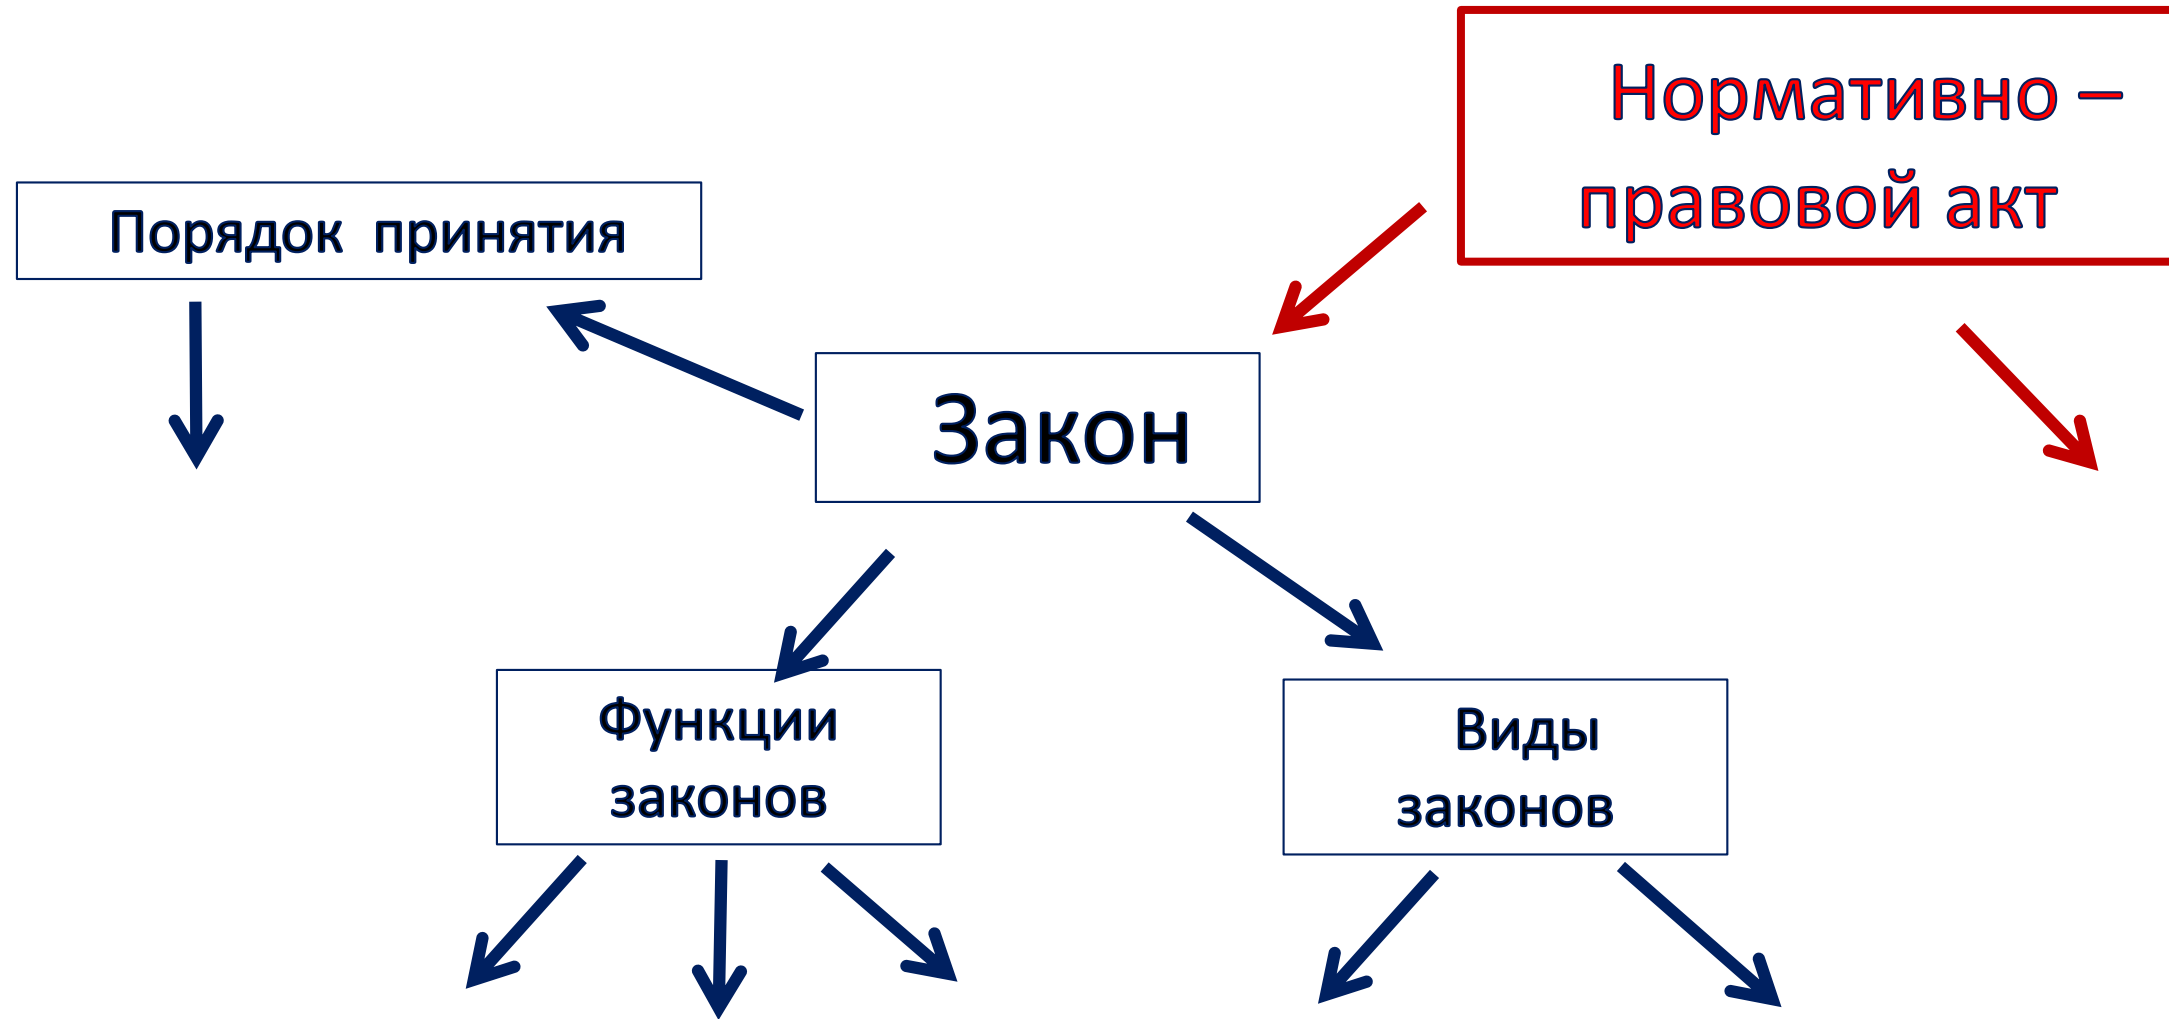 Нормативно –
правовой акт
Порядок принятия
Закон
Функции
законов
Виды
законов